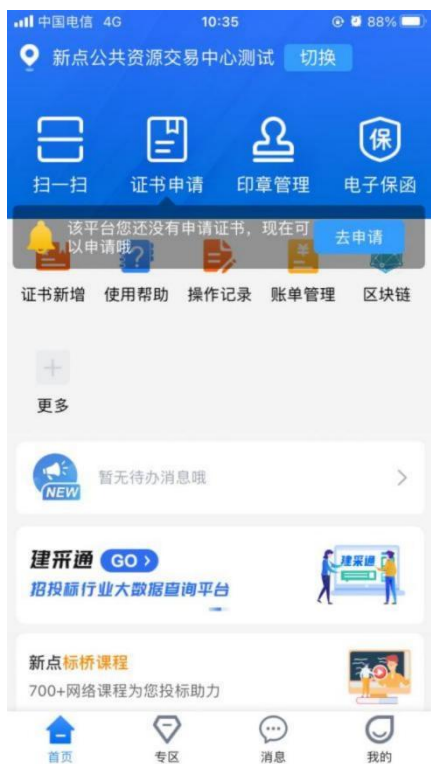 中国电信 4G 10:35 88%
新点公共资源交易中心测试 切换
扫一扫 证书申请 印章管理 保 电子保函
该平台您还没有申请证书，现在可
以申请哦
去申请
证书新增 使用帮助 操作记录 账单管理 区块链
更多
NEW 暂无待办消息哦
建采通 GO
招投标行业大数据查询平台
建采通
新点标桥课程
700+网络课程为您投标助力
首页 专区 消息 我的